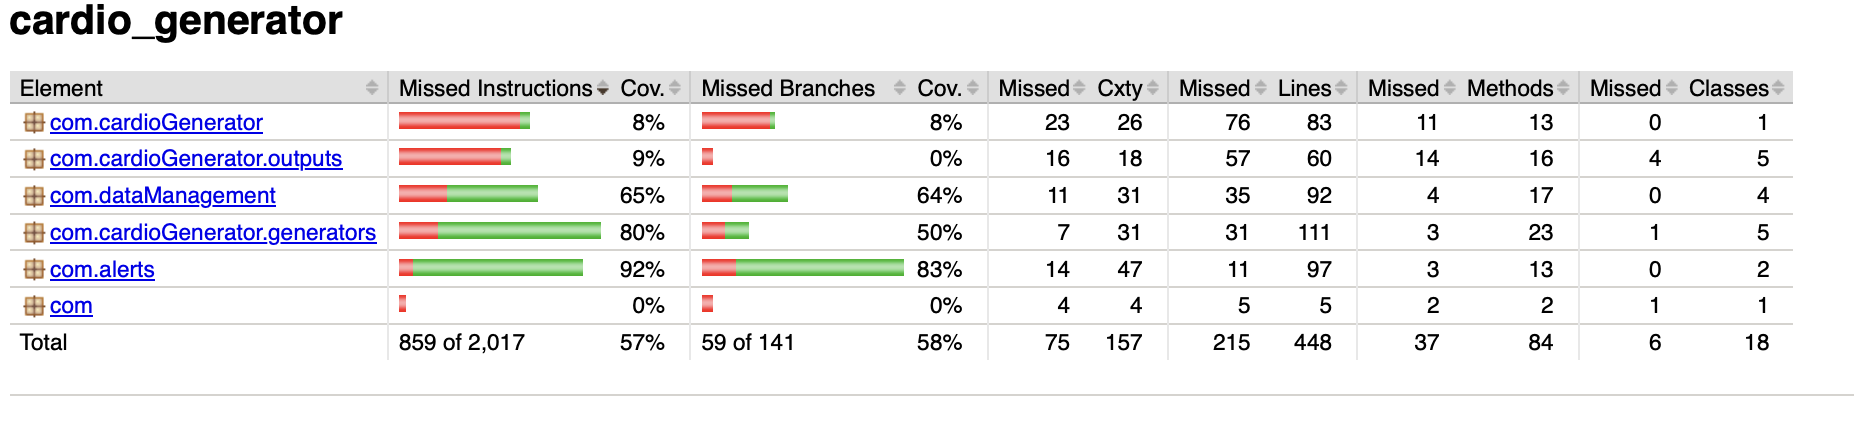 cardio_generator
Element Missed Instructions Cov. Missed Branches Cov. Missed Cxty Missed Lines Missed Methods Missed Classes
com.cardioGenerator 8% 8% 23 26 76 83 11 13 0 1
com.cardioGenerator.outputs 9% 0% 16 18 57 60 14 16 4 5
com.dataManagement 65% 64% 11 31 35 92 4 17 0 4
com.cardioGenerator.generators 80% 50% 7 31 31 111 3 23 1 5
com.alerts 92% 83% 14 47 11 97 3 13 0 2
com 0% 0% 4 4 5 5 2 2 1 1
Total 859 of 2,017 57% 59 of 141 58% 75 157 215 448 37 84 6 18